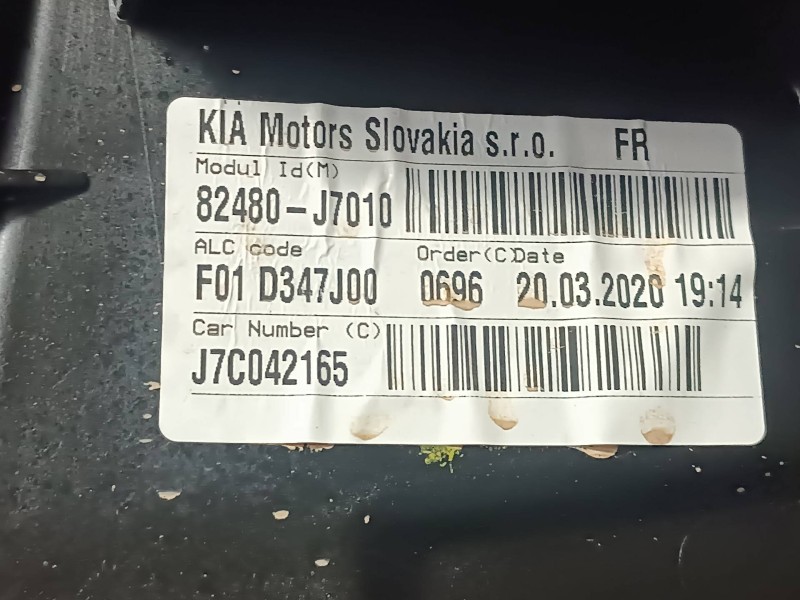 KIA Motors Slovakia s.r.o. FR
Modul Id(M)
82480-J7010
ALC code Order(C)Date
F01 D347J00 0696 20.03.2020 19:14
Car Number (C)
J7C042165